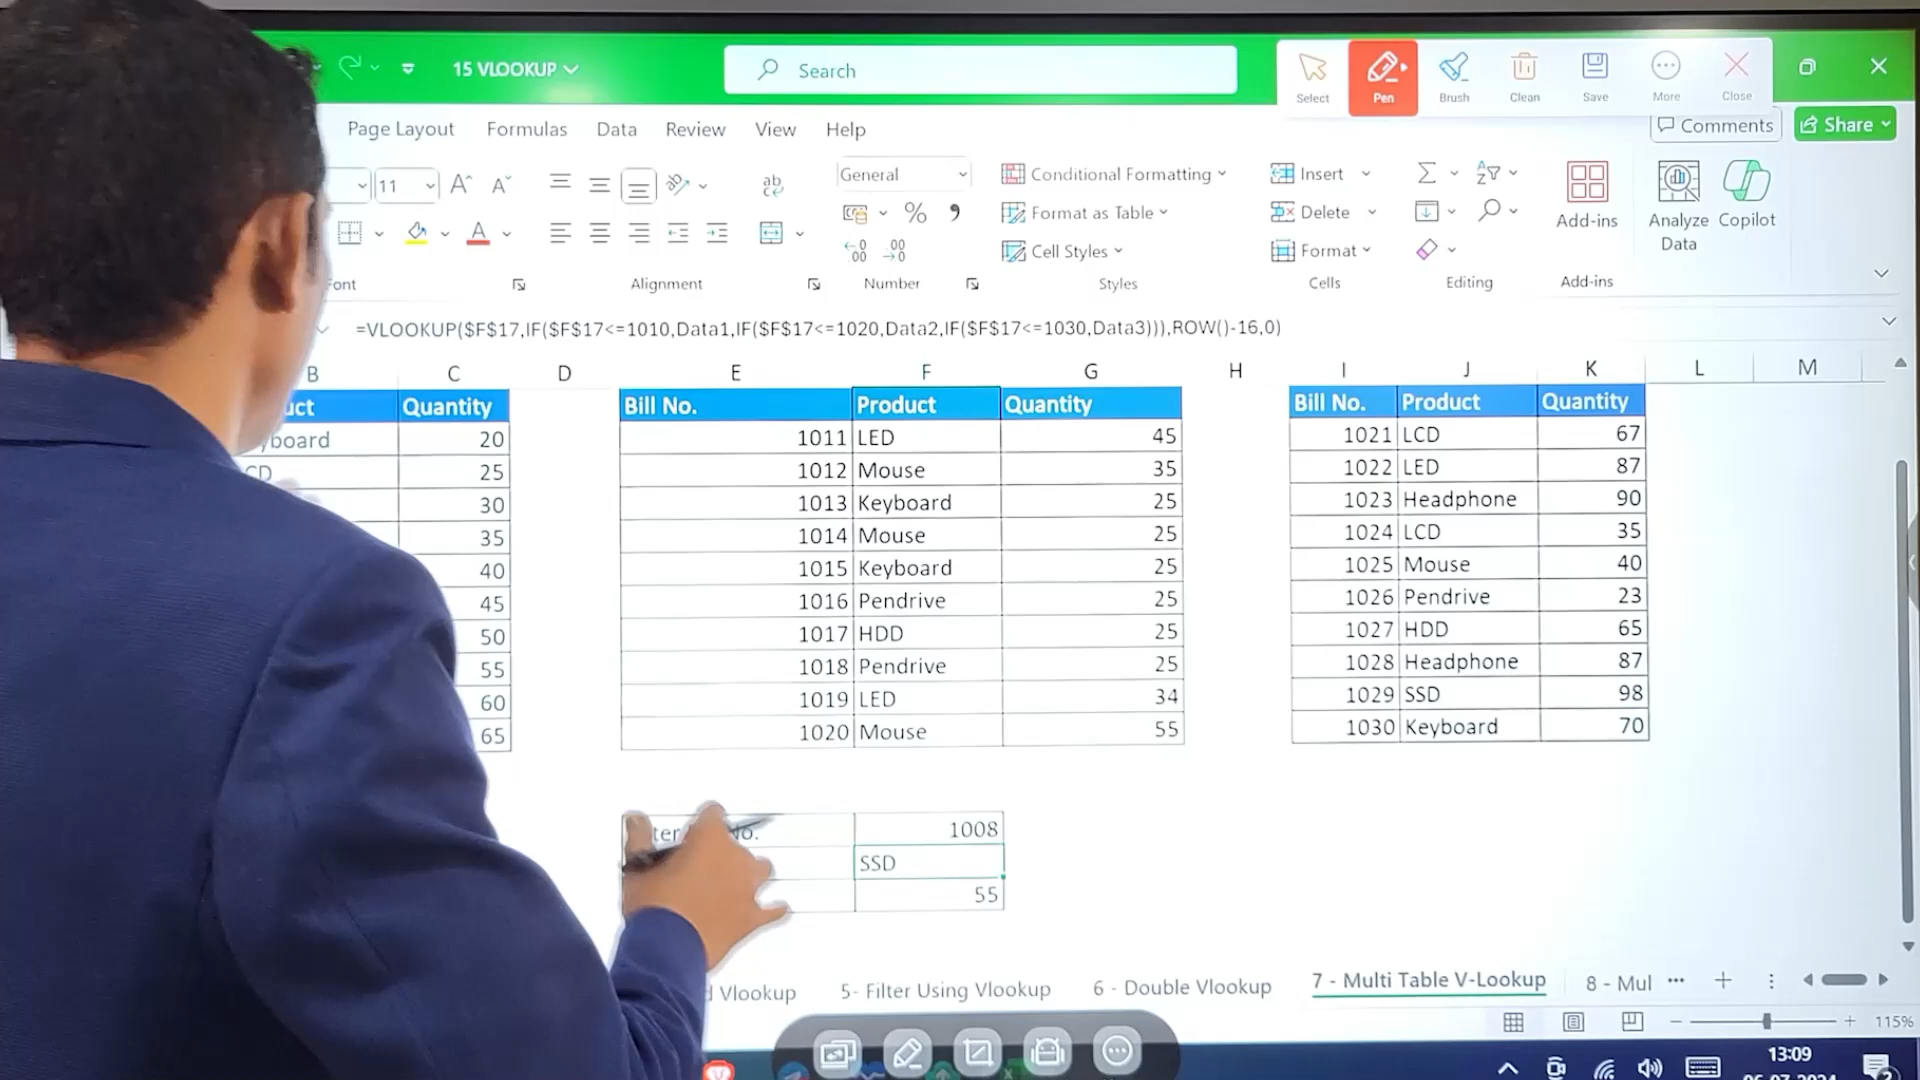 15 VLOOKUP
Search
Select
Pen
Brush
Clean
Save
More
Close
Page Layout
Formulas
Data
Review
View
Help
Comments
Share
11
General
Conditional Formatting
Format as Table
Cell Styles
Insert
Delete
Format
Add-ins
Analyze Data
Copilot
Alignment
Number
Styles
Cells
Editing
Add-ins
=VLOOKUP($F$17,IF($F$17<=1010,Data1,IF($F$17<=1020,Data2,IF($F$17<=1030,Data3))),ROW()-16,0)
B C D E F G H I J K L M
Quantity Bill No. Product Quantity Bill No. Product Quantity
20 1011 LED 45 1021 LCD 67
25 1012 Mouse 35 1022 LED 87
30 1013 Keyboard 25 1023 Headphone 90
35 1014 Mouse 25 1024 LCD 35
40 1015 Keyboard 25 1025 Mouse 40
45 1016 Pendrive 25 1026 Pendrive 23
50 1017 HDD 25 1027 HDD 65
55 1018 Pendrive 25 1028 Headphone 87
60 1019 LED 34 1029 SSD 98
65 1020 Mouse 55 1030 Keyboard 70
No. 1008
SSD
55
Vlookup
5- Filter Using Vlookup
6 - Double Vlookup
7 - Multi Table V-Lookup
8 - Mul
115%
13:09